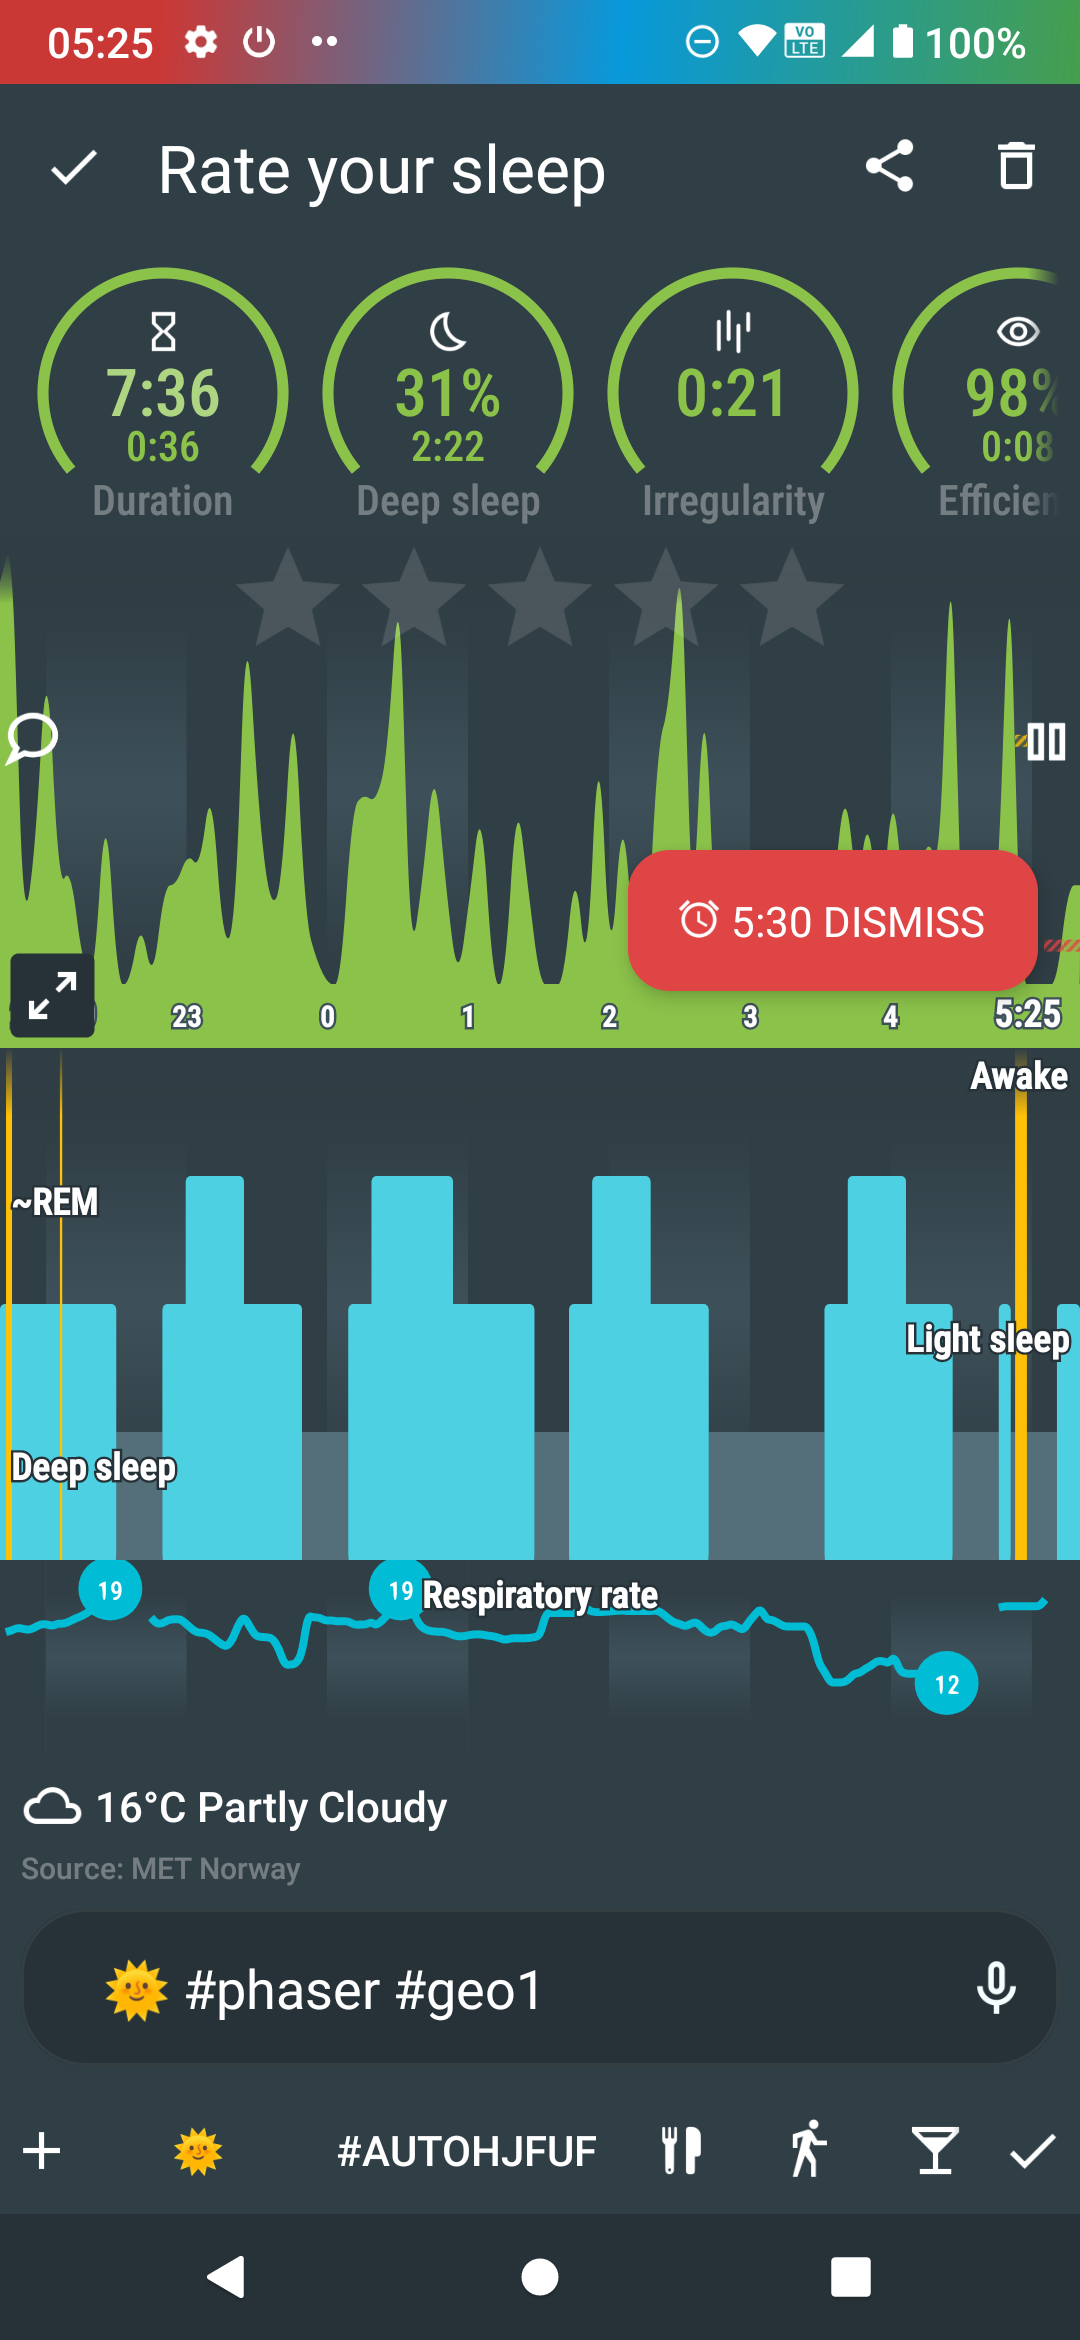 05:25
VO
LTE
100%
Rate your sleep
7:36
0:36
Duration
31%
2:22
Deep sleep
0:21
Irregularity
98%
0:08
Efficien
5:30 DISMISS
23 0 1 2 3 4 5:25
Awake
~REM
Light sleep
Deep sleep
19
19
Respiratory rate
12
16°C Partly Cloudy
Source: MET Norway
🌞 #phaser #geo1
🌞 #AUTOHJFUF